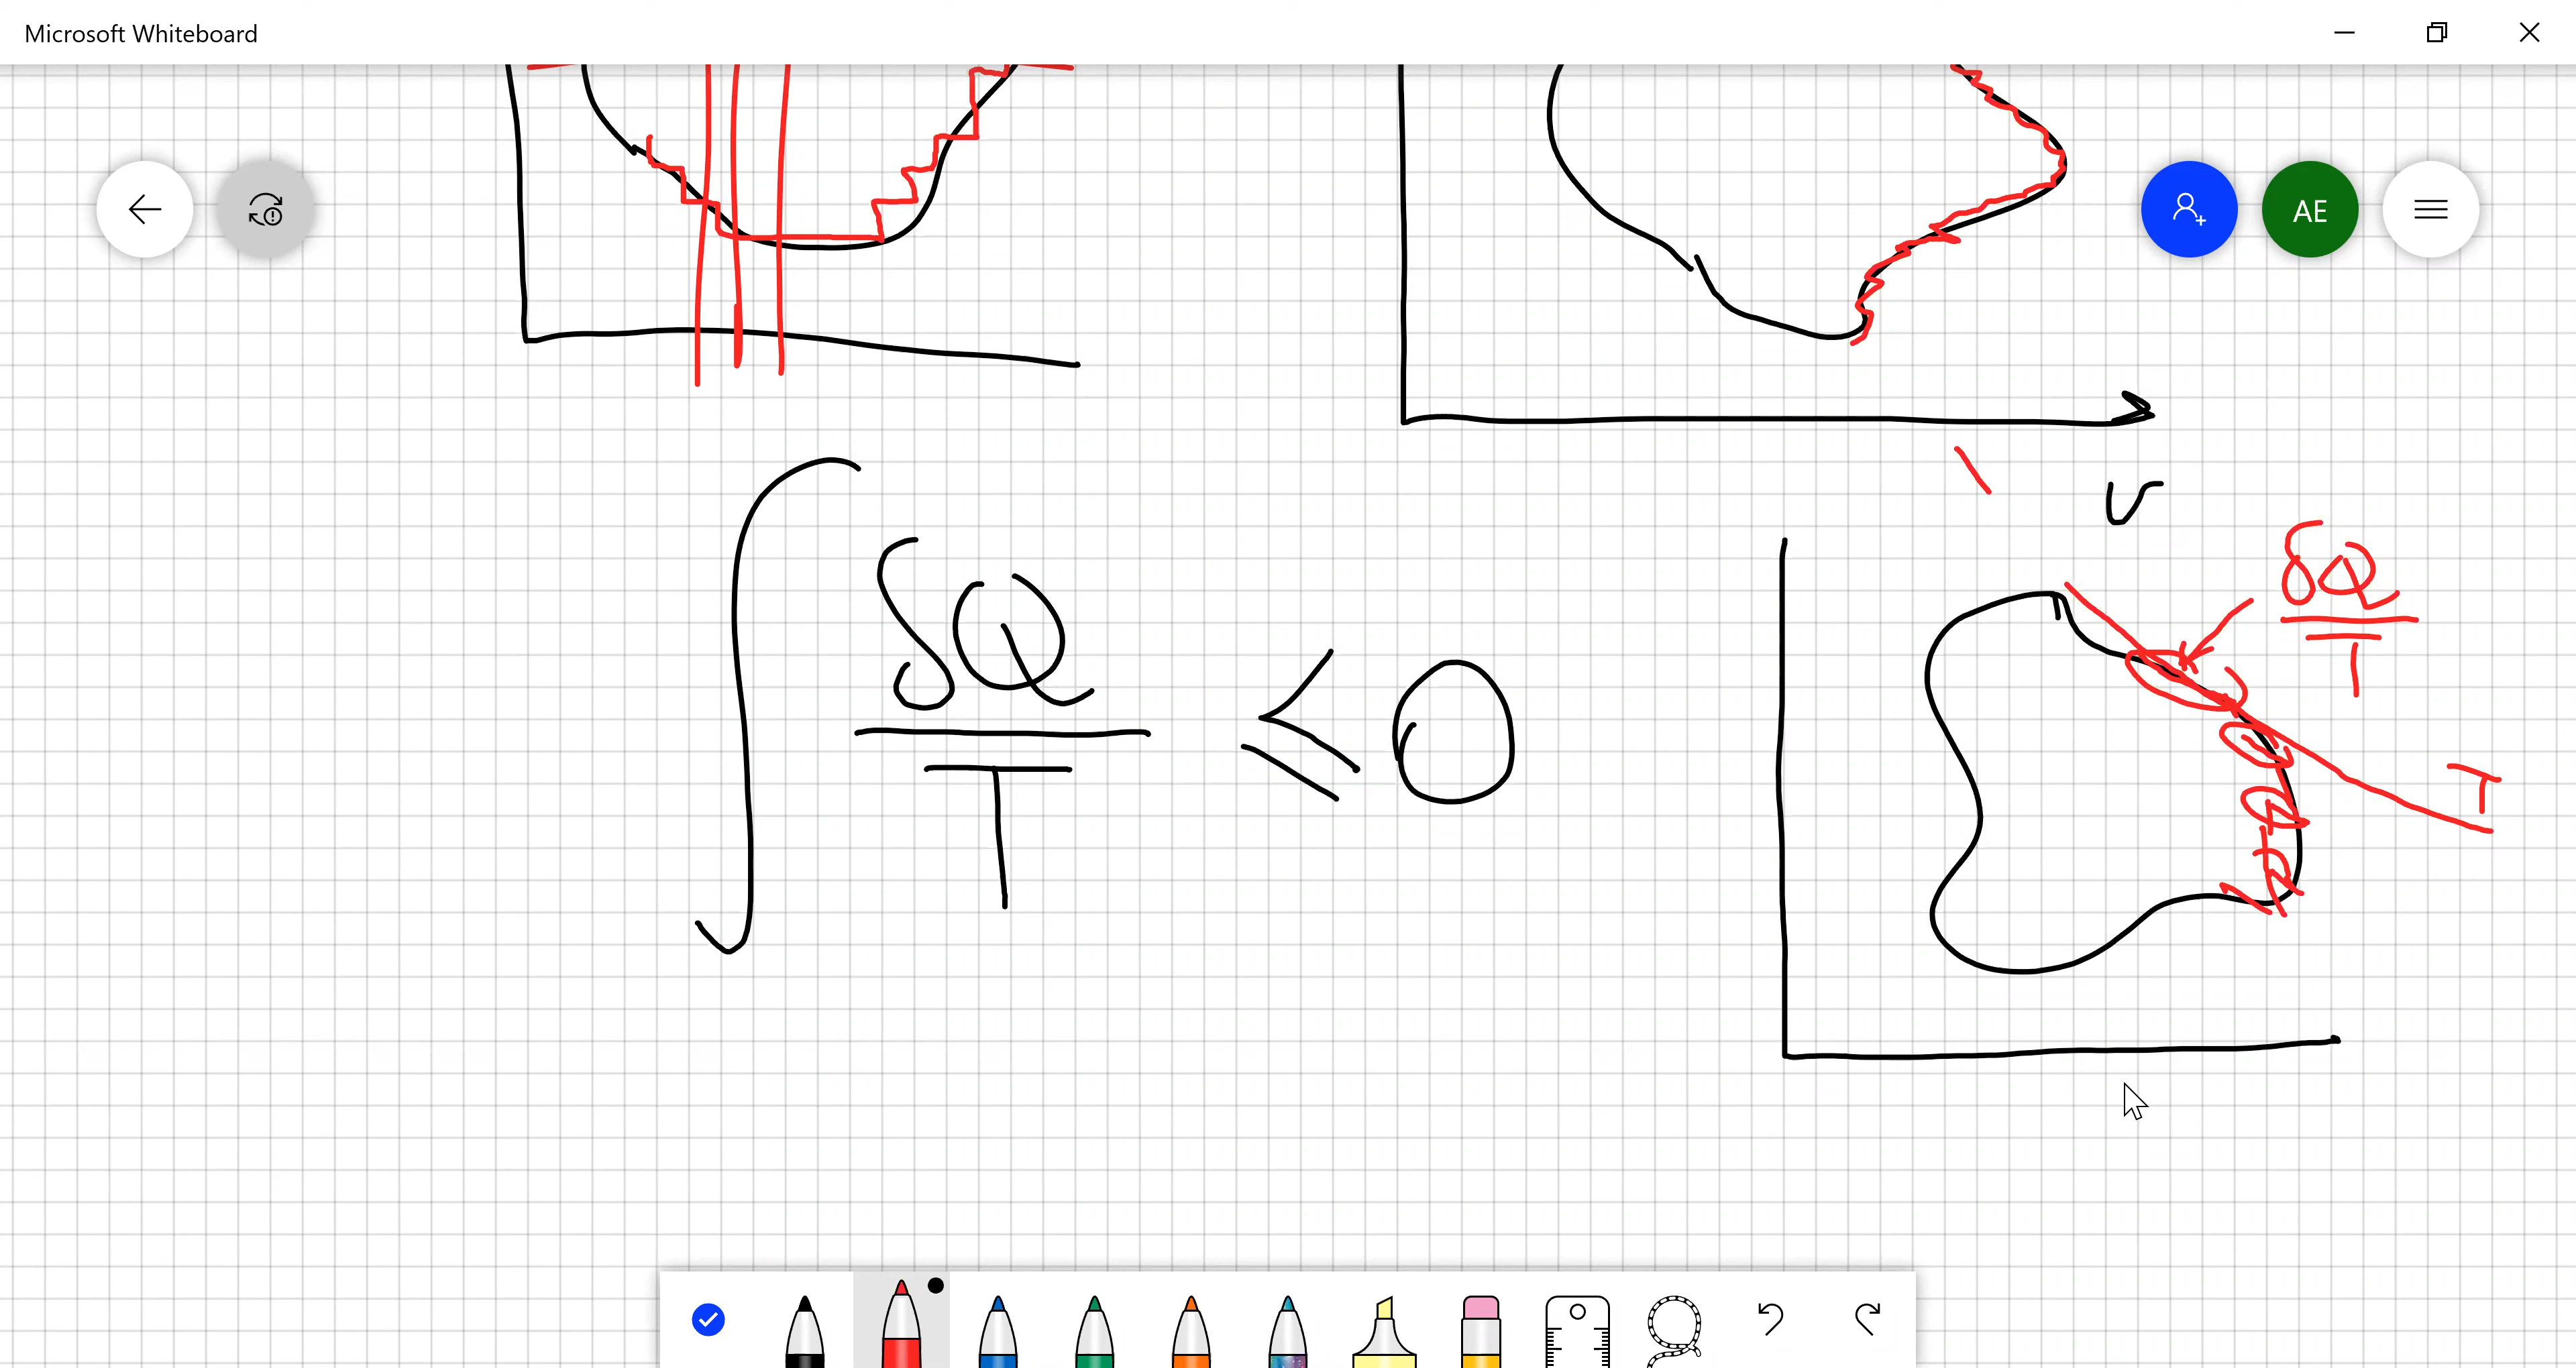 Microsoft Whiteboard
AE
v
∫ δQ/T ≤ 0
δQ/T
T